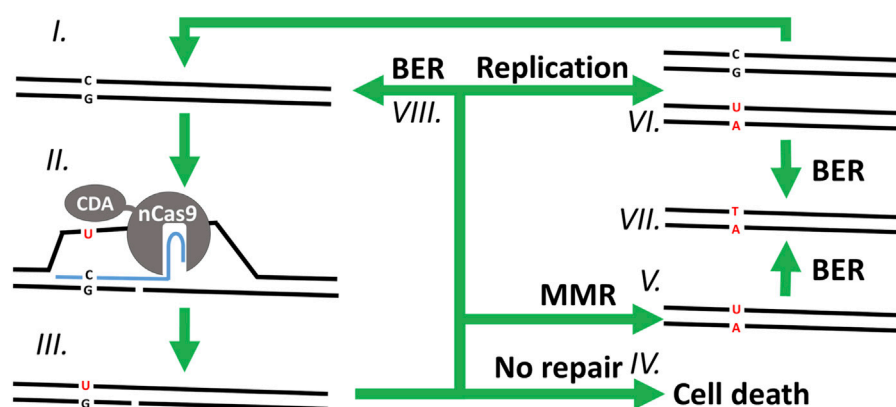 I.
C
G
BER
Replication
VIII.
C
G
U
A
VI.
II.
CDA
nCas9
U
C
G
BER
VII.
T
A
BER
V.
MMR
U
A
III.
U
G
No repair
IV.
Cell death